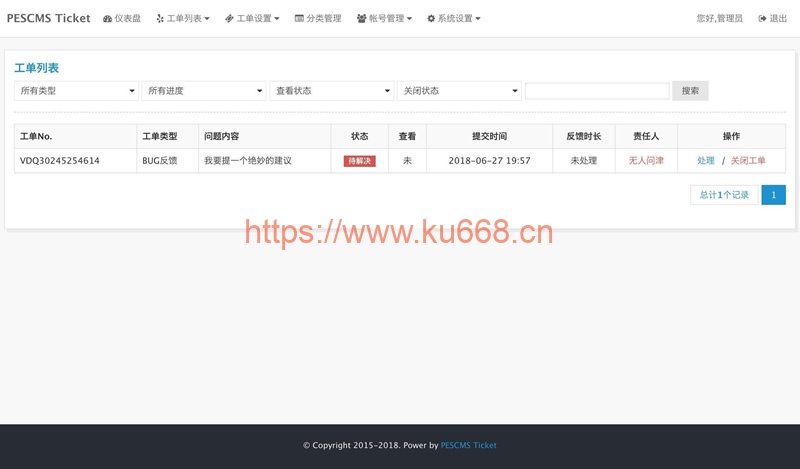 PESCMS Ticket 仪表盘 工单列表 工单设置 分类管理 帐号管理 系统设置 您好,管理员 退出
工单列表
所有类型 所有进度 查看状态 关闭状态 搜索
工单No. 工单类型 问题内容 状态 查看 提交时间 反馈时长 责任人 操作
VDQ30245254614 BUG反馈 我要提一个绝妙的建议 待解决 未 2018-06-27 19:57 未处理 无人问津 处理 / 关闭工单
总计1个记录 1
https://www.ku668.cn
© Copyright 2015-2018. Power by PESCMS Ticket